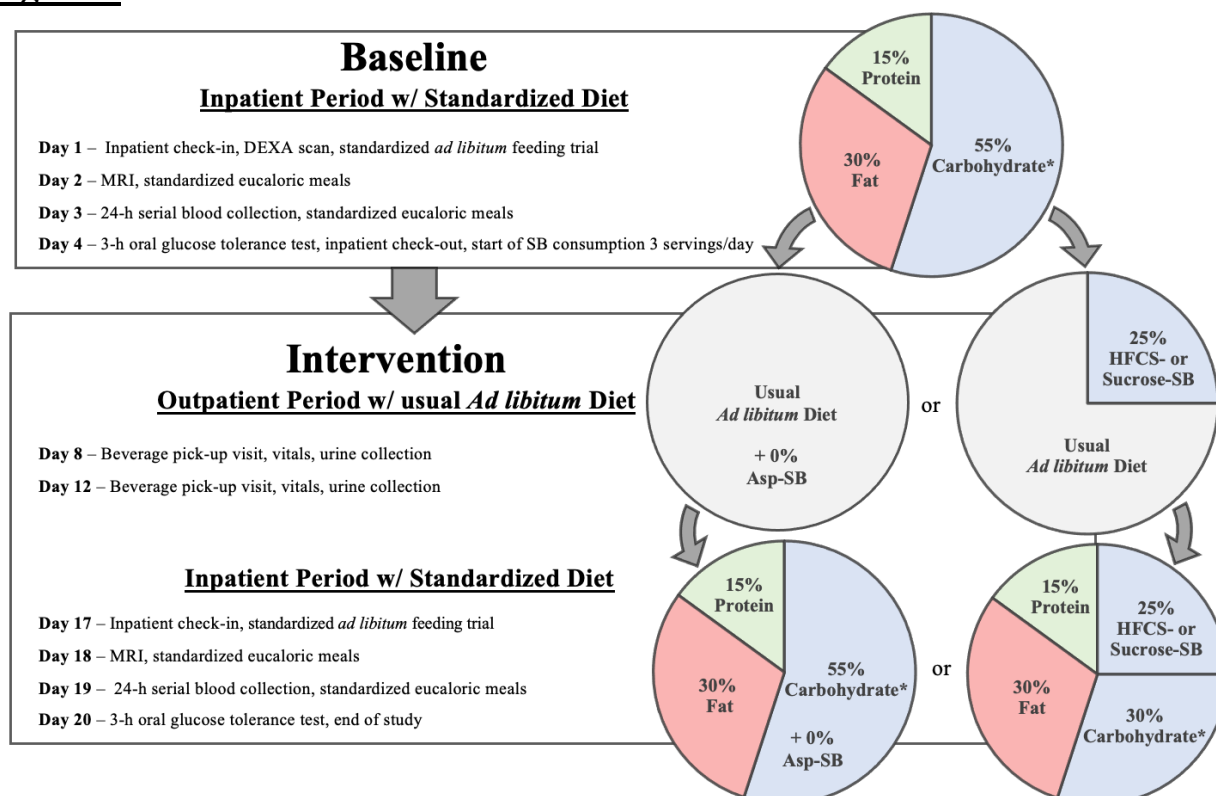 Baseline
Inpatient Period w/ Standardized Diet
Day 1 – Inpatient check-in, DEXA scan, standardized ad libitum feeding trial
Day 2 – MRI, standardized eucaloric meals
Day 3 – 24-h serial blood collection, standardized eucaloric meals
Day 4 – 3-h oral glucose tolerance test, inpatient check-out, start of SB consumption 3 servings/day
15%
Protein
55%
Carbohydrate*
30%
Fat
Intervention
Outpatient Period w/ usual Ad libitum Diet
Day 8 – Beverage pick-up visit, vitals, urine collection
Day 12 – Beverage pick-up visit, vitals, urine collection
Usual
Ad libitum Diet
+ 0%
Asp-SB
or
25%
HFCS- or
Sucrose-SB
Usual
Ad libitum Diet
Inpatient Period w/ Standardized Diet
Day 17 – Inpatient check-in, standardized ad libitum feeding trial
Day 18 – MRI, standardized eucaloric meals
Day 19 – 24-h serial blood collection, standardized eucaloric meals
Day 20 – 3-h oral glucose tolerance test, end of study
15%
Protein
30%
Fat
55%
Carbohydrate*
+ 0%
Asp-SB
or
15%
Protein
25%
HFCS- or
Sucrose-SB
30%
Fat
30%
Carbohydrate*